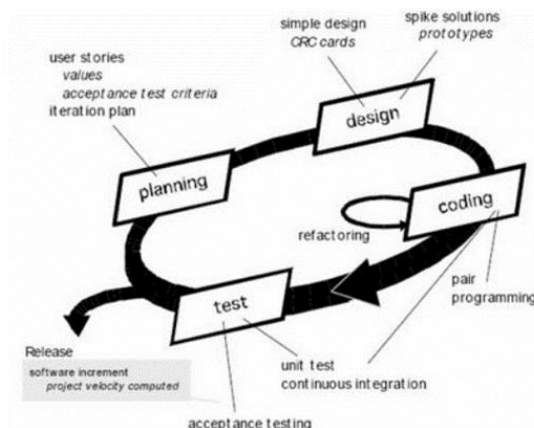 spike solutions
prototypes
simple design
CRC cards
user stories
values
acceptance test criteria
iteration plan
design
planning
coding
refactoring
pair
programming
test
unit test
continuous integration
Release
software increment
project velocity computed
acceptance testing